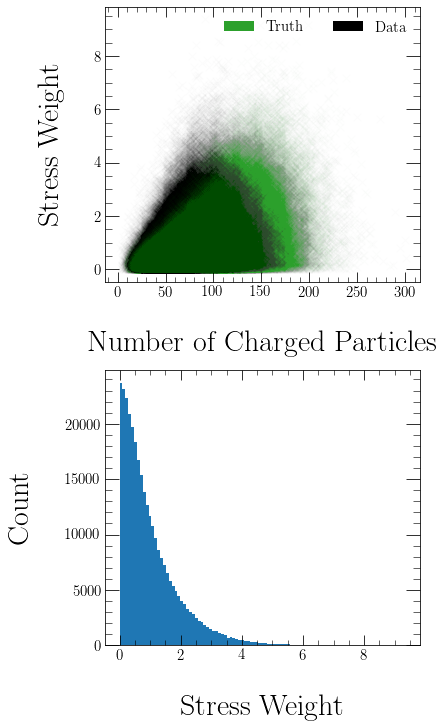 Truth Data
Stress Weight
8
6
4
2
0
0 50 100 150 200 250 300
Number of Charged Particles
Count
20000
15000
10000
5000
0
0 2 4 6 8
Stress Weight